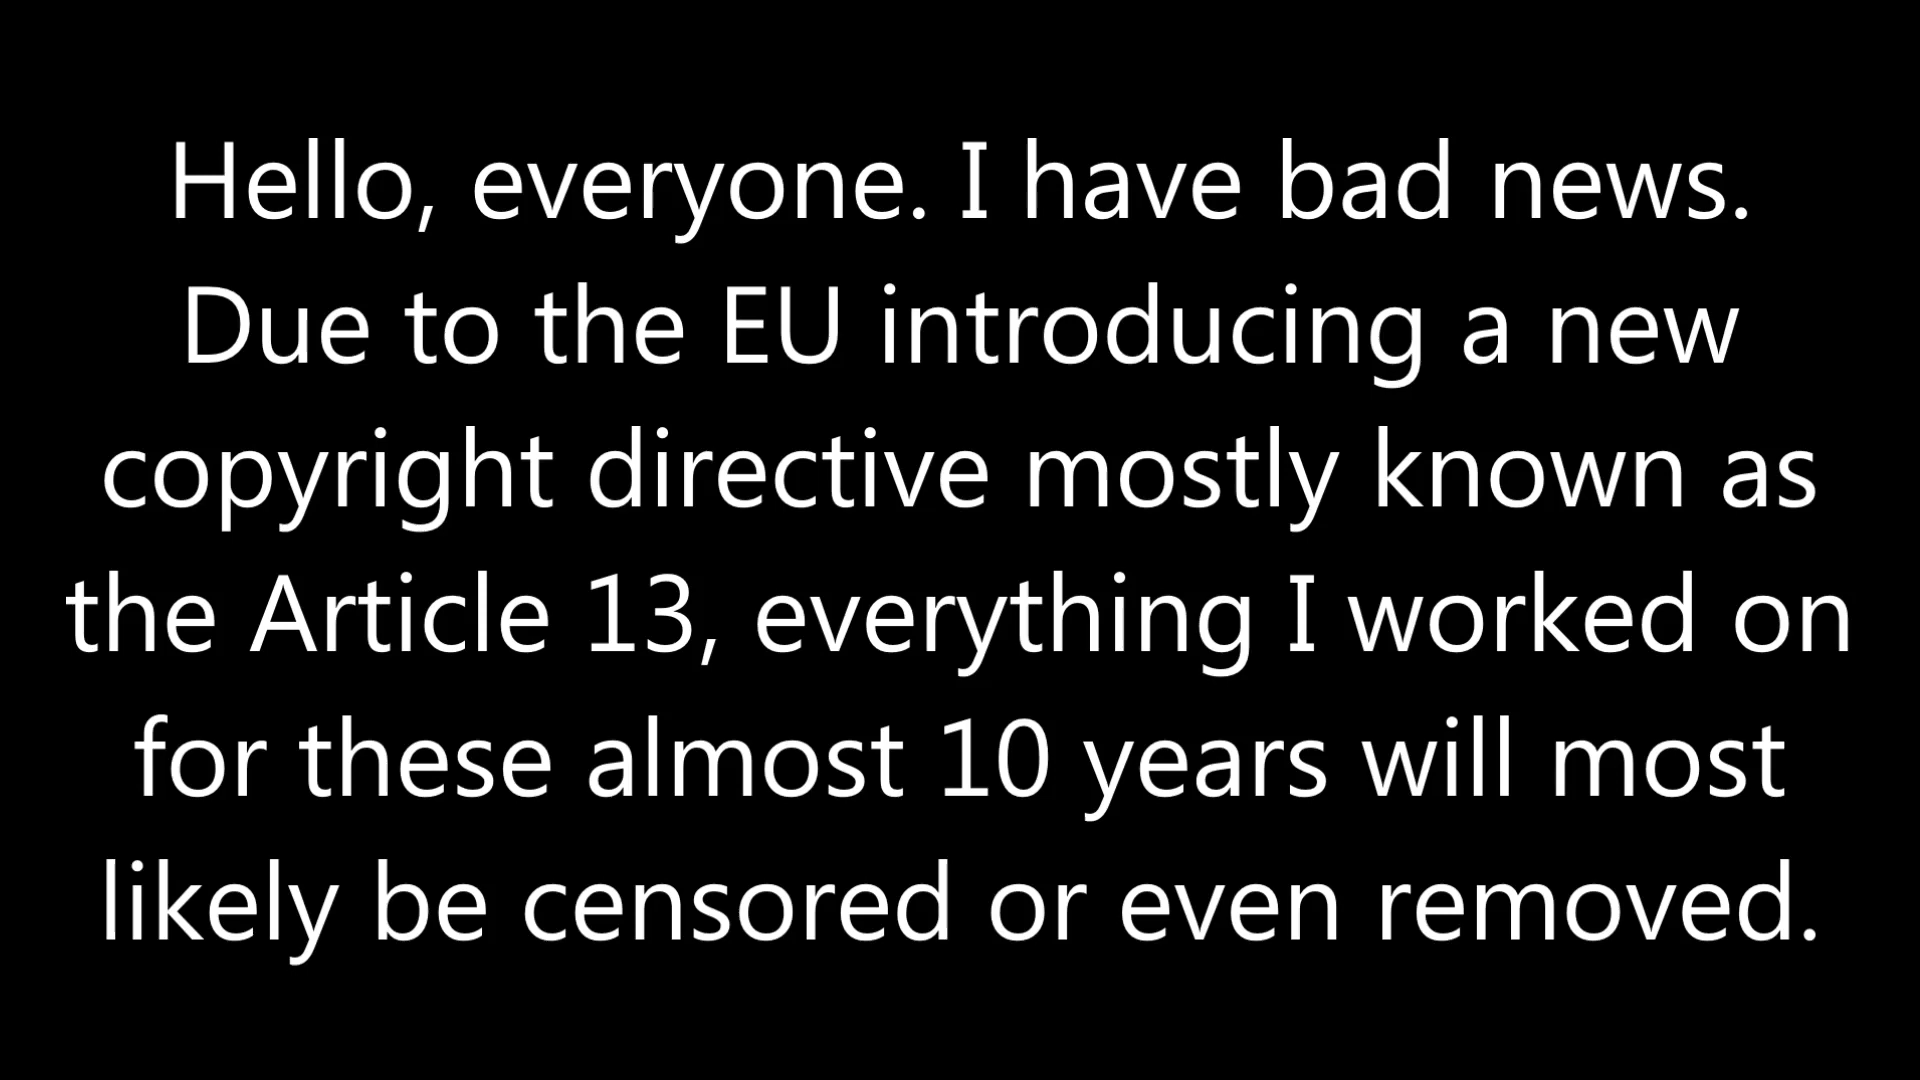 Hello, everyone. I have bad news.
Due to the EU introducing a new
copyright directive mostly known as
the Article 13, everything I worked on
for these almost 10 years will most
likely be censored or even removed.